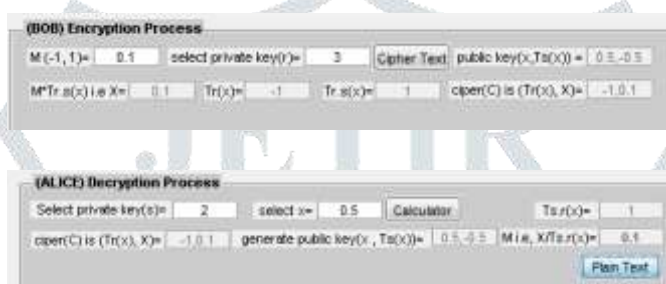 (BOB) Encryption Process
M (-1, 1)= 0.1 select private key(r)= 3 Cipher Text public key(x,Ts(x)) = 0.5,-0.5
M*Tr.s(x) i.e X= 0.1 Tr(x)= -1 Tr.s(x)= 1 ciper(C) is (Tr(x), X)= -1,0.1
JETIR
(ALICE) Decryption Process
Select private key(s)= 2 select x= 0.5 Calculator Ts.r(x)= 1
ciper(C) is (Tr(x), X)= -1,0.1 generate public key(x , Ts(x))= 0.5,-0.5 M i.e, X/Ts.r(x)= 0.1
Plain Text